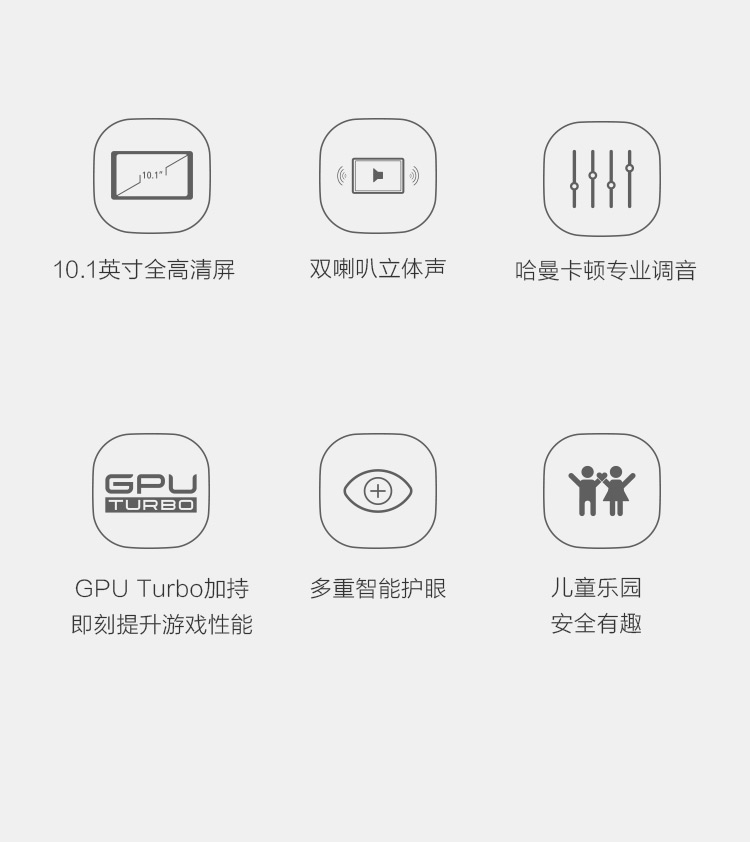 10.1"
10.1英寸全高清屏
双喇叭立体声
哈曼卡顿专业调音
GPU
TURBO
GPU Turbo加持
即刻提升游戏性能
多重智能护眼
儿童乐园
安全有趣